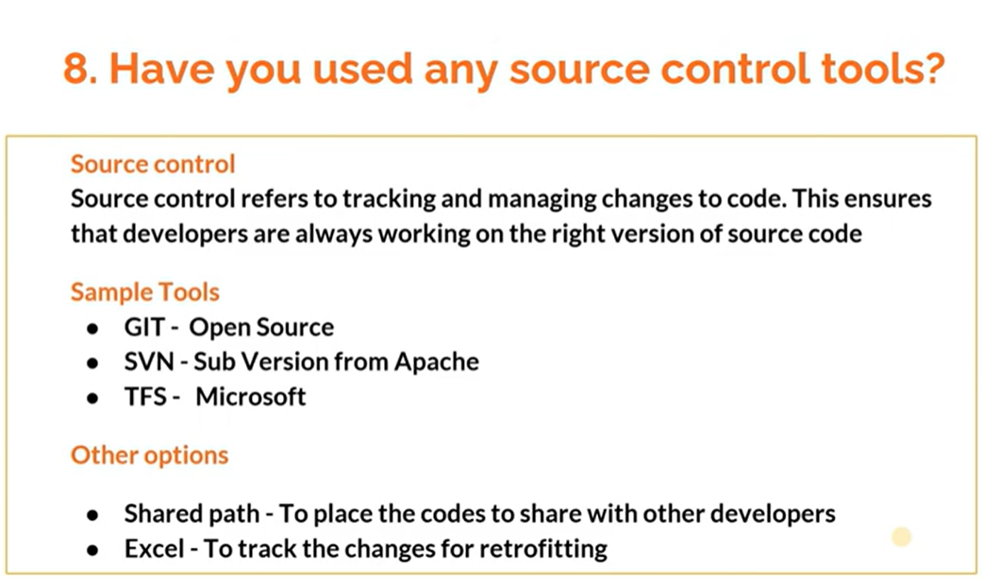 8. Have you used any source control tools?
Source control
Source control refers to tracking and managing changes to code. This ensures
that developers are always working on the right version of source code
Sample Tools
● GIT - Open Source
● SVN - Sub Version from Apache
● TFS - Microsoft
Other options
● Shared path - To place the codes to share with other developers
● Excel - To track the changes for retrofitting